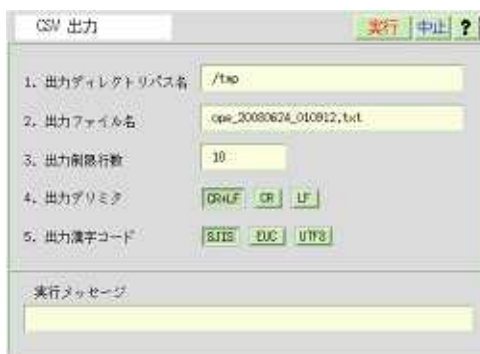 CSV 出力
実行 中止 ?
1. 出力ディレクトリパス名 /tmp
2. 出力ファイル名 ope_20080624_010912.txt
3. 出力制限行数 10
4. 出力デリミタ CR+LF CR LF
5. 出力漢字コード SJIS EUC UTF8
実行メッセージ